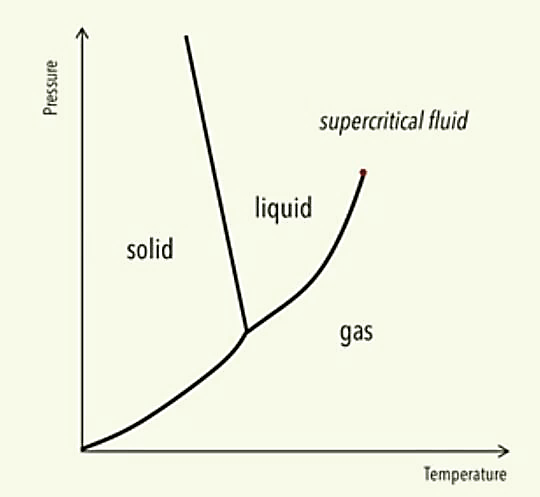 Pressure
supercritical fluid
liquid
solid
gas
Temperature